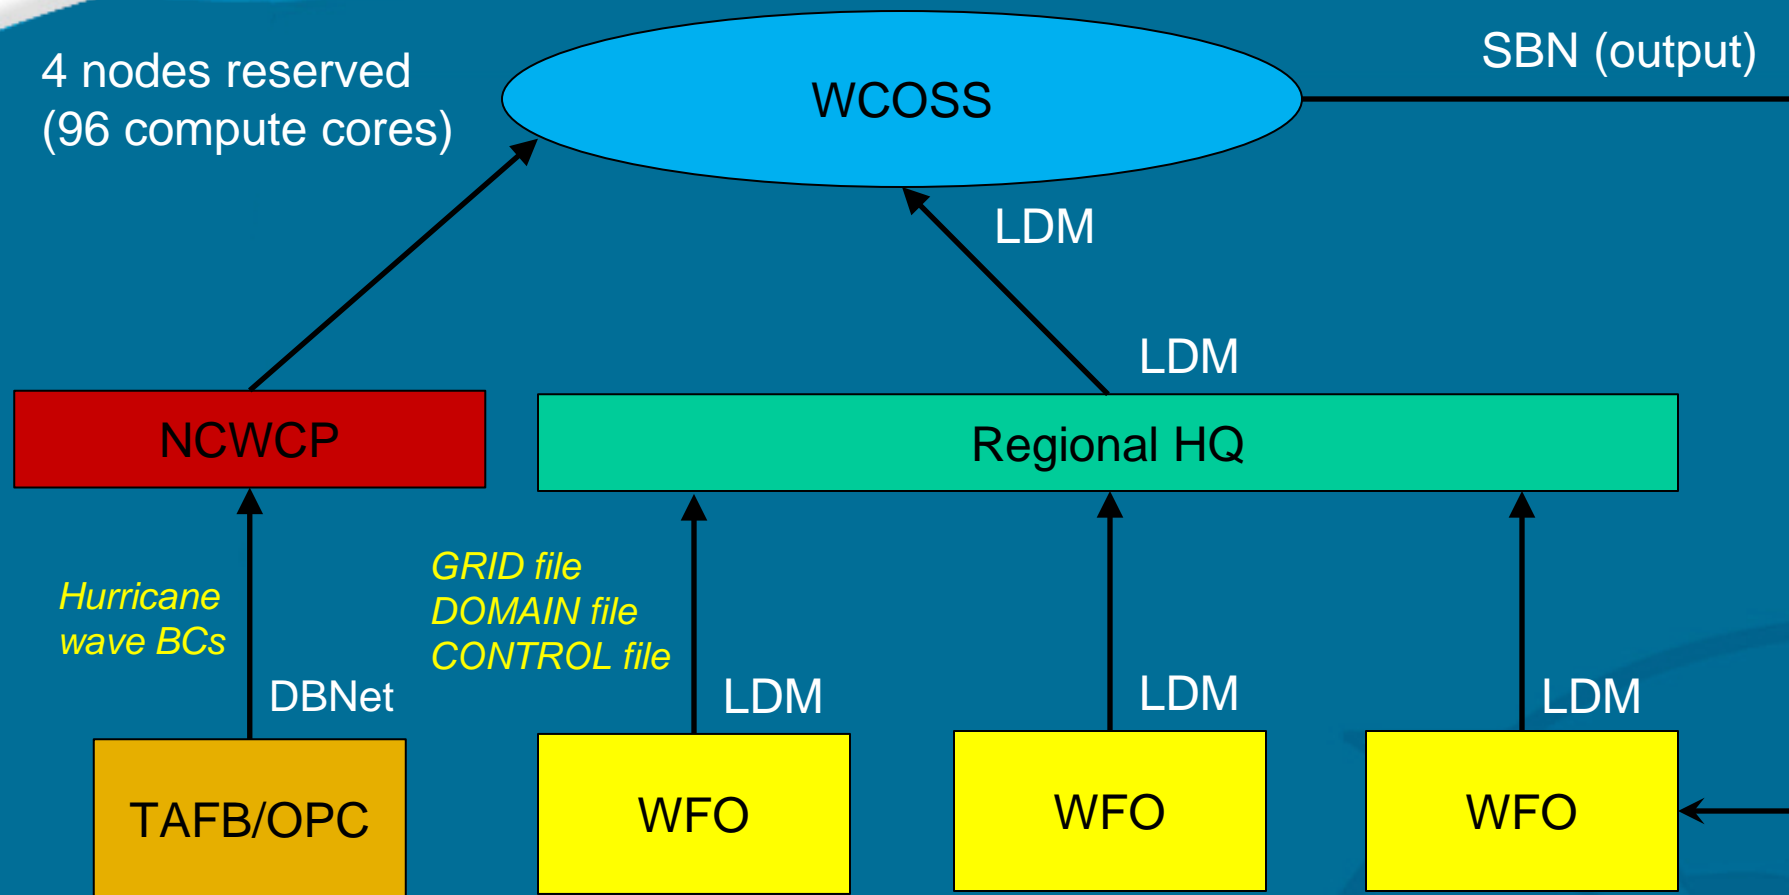 4 nodes reserved
(96 compute cores)
WCOSS
SBN (output)
LDM
LDM
NCWCP
Regional HQ
Hurricane
wave BCs
GRID file
DOMAIN file
CONTROL file
DBNet
LDM
LDM
LDM
TAFB/OPC
WFO
WFO
WFO